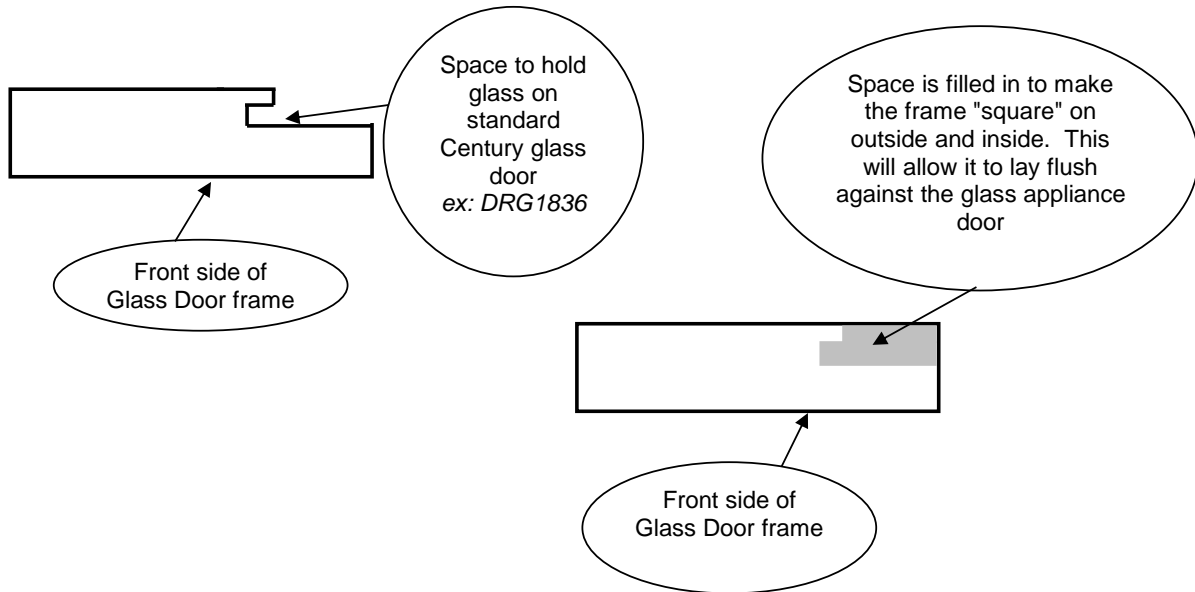 Space to hold
glass on
standard
Century glass
door
ex: DRG1836
Space is filled in to make
the frame "square" on
outside and inside.  This
will allow it to lay flush
against the glass appliance
door
Front side of
Glass Door frame
Front side of
Glass Door frame